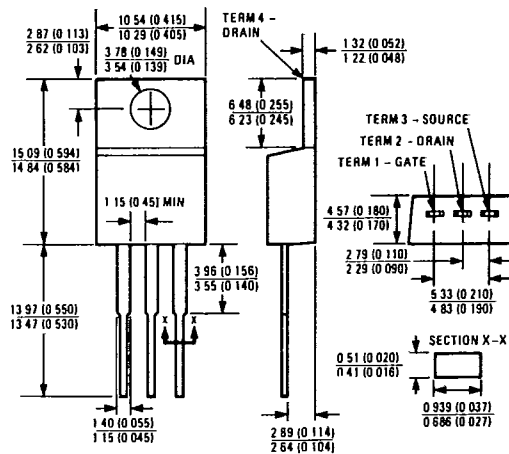 10 54 (0 415)
10 29 (0 405)
2 87 (0 113)
2 62 (0 103)
3 78 (0 149)
3 54 (0 139)
DIA
TERM 4 -
DRAIN
1 32 (0 052)
1 22 (0 048)
6 48 (0 255)
6 23 (0 245)
15 09 (0 594)
14 84 (0 584)
1 15 (0 45) MIN
TERM 3 - SOURCE
TERM 2 - DRAIN
TERM 1 - GATE
4 57 (0 180)
4 32 (0 170)
2 79 (0 110)
2 29 (0 090)
5 33 (0 210)
4 83 (0 190)
3 96 (0 156)
3 55 (0 140)
13 97 (0 550)
13 47 (0 530)
X X
SECTION X-X
0 51 (0 020)
0 41 (0 016)
0 939 (0 037)
0 686 (0 027)
1 40 (0 055)
1 15 (0 045)
2 89 (0 114)
2 64 (0 104)